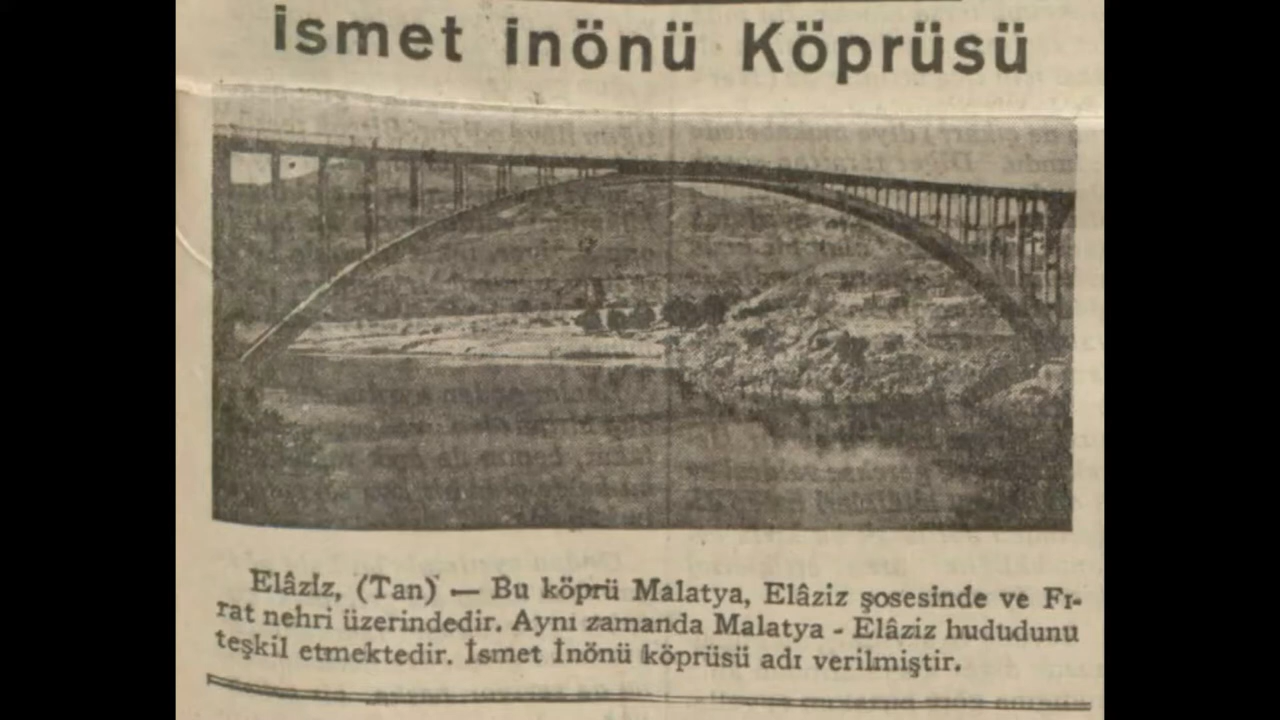 İsmet İnönü Köprüsü
Elâziz, (Tan) — Bu köprü Malatya, Elâziz şosesinde ve Fı-
rat nehri üzerindedir. Aynı zamanda Malatya - Elâziz hududunu
teşkil etmektedir. İsmet İnönü köprüsü adı verilmiştir.